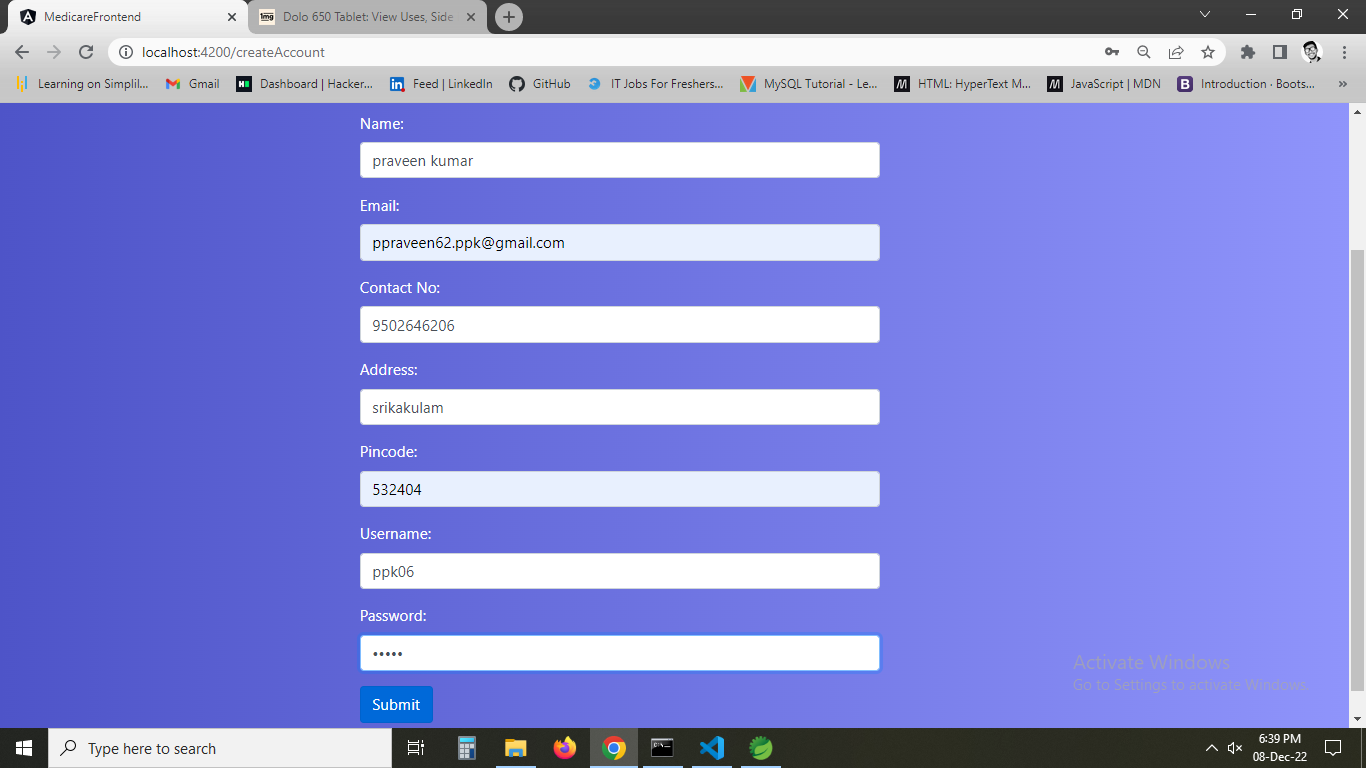 MedicareFrontend
1mg Dolo 650 Tablet: View Uses, Side
localhost:4200/createAccount
Learning on Simplil... Gmail Dashboard | Hacker... Feed | LinkedIn GitHub IT Jobs For Freshers... MySQL Tutorial - Le... HTML: HyperText M... JavaScript | MDN Introduction · Boots... »
Name:
praveen kumar
Email:
ppraveen62.ppk@gmail.com
Contact No:
9502646206
Address:
srikakulam
Pincode:
532404
Username:
ppk06
Password:
•••••
Submit
Activate Windows
Go to Settings to activate Windows.
Type here to search
6:39 PM
08-Dec-22